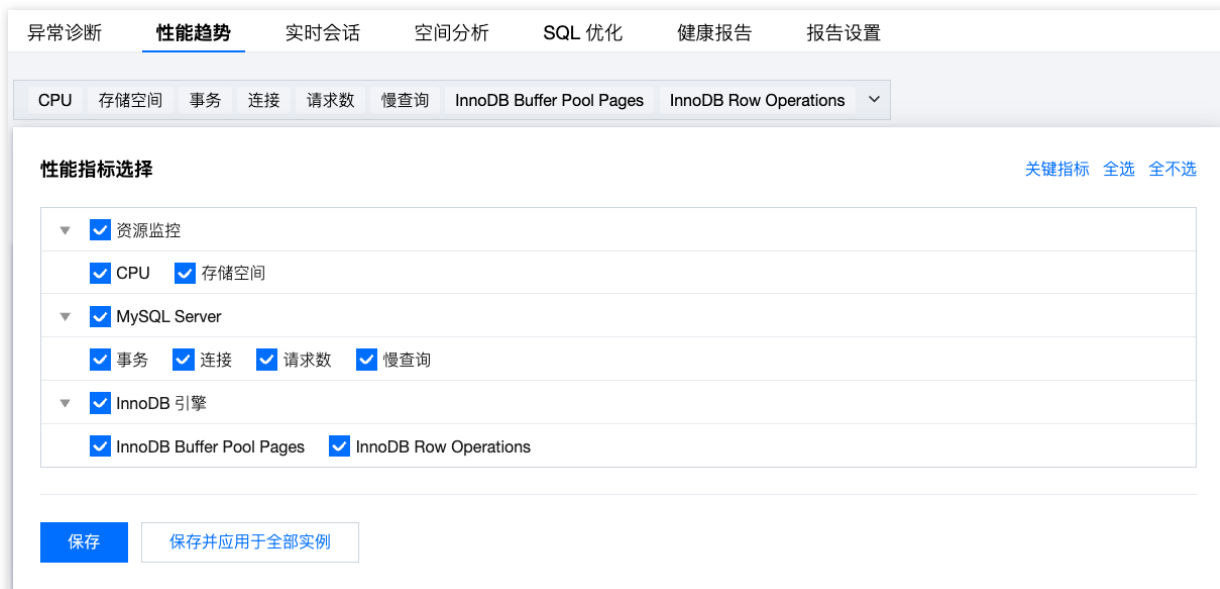 异常诊断 性能趋势 实时会话 空间分析 SQL 优化 健康报告 报告设置
CPU 存储空间 事务 连接 请求数 慢查询 InnoDB Buffer Pool Pages InnoDB Row Operations
性能指标选择 关键指标 全选 全不选
资源监控
CPU 存储空间
MySQL Server
事务 连接 请求数 慢查询
InnoDB 引擎
InnoDB Buffer Pool Pages InnoDB Row Operations
保存 保存并应用于全部实例